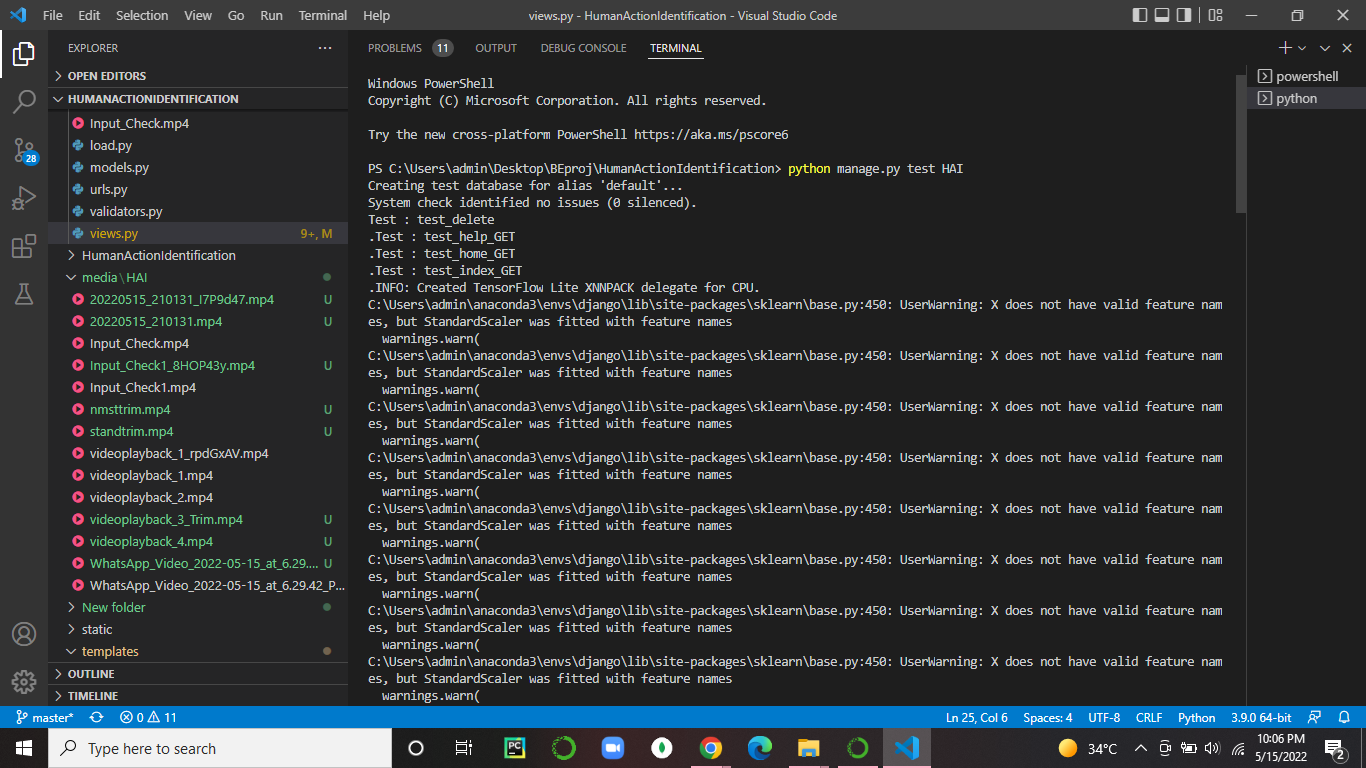 File Edit Selection View Go Run Terminal Help
views.py - HumanActionIdentification - Visual Studio Code
EXPLORER
OPEN EDITORS
HUMANACTIONIDENTIFICATION
Input_Check.mp4
load.py
models.py
urls.py
validators.py
views.py 9+, M
HumanActionIdentification
media\HAI
20220515_210131_I7P9d47.mp4 U
20220515_210131.mp4 U
Input_Check.mp4
Input_Check1_8HOP43y.mp4 U
Input_Check1.mp4
nmsttrim.mp4 U
standtrim.mp4 U
videoplayback_1_rpdGxAV.mp4
videoplayback_1.mp4
videoplayback_2.mp4
videoplayback_3_Trim.mp4 U
videoplayback_4.mp4 U
WhatsApp_Video_2022-05-15_at_6.29.... U
WhatsApp_Video_2022-05-15_at_6.29.42_P...
New folder
static
templates
OUTLINE
TIMELINE
28
PROBLEMS 11 OUTPUT DEBUG CONSOLE TERMINAL
Windows PowerShell
Copyright (C) Microsoft Corporation. All rights reserved.
Try the new cross-platform PowerShell https://aka.ms/pscore6
PS C:\Users\admin\Desktop\BEproj\HumanActionIdentification> python manage.py test HAI
Creating test database for alias 'default'...
System check identified no issues (0 silenced).
Test : test_delete
.Test : test_help_GET
.Test : test_home_GET
.Test : test_index_GET
.INFO: Created TensorFlow Lite XNNPACK delegate for CPU.
C:\Users\admin\anaconda3\envs\django\lib\site-packages\sklearn\base.py:450: UserWarning: X does not have valid feature nam
es, but StandardScaler was fitted with feature names
warnings.warn(
C:\Users\admin\anaconda3\envs\django\lib\site-packages\sklearn\base.py:450: UserWarning: X does not have valid feature nam
es, but StandardScaler was fitted with feature names
warnings.warn(
C:\Users\admin\anaconda3\envs\django\lib\site-packages\sklearn\base.py:450: UserWarning: X does not have valid feature nam
es, but StandardScaler was fitted with feature names
warnings.warn(
C:\Users\admin\anaconda3\envs\django\lib\site-packages\sklearn\base.py:450: UserWarning: X does not have valid feature nam
es, but StandardScaler was fitted with feature names
warnings.warn(
C:\Users\admin\anaconda3\envs\django\lib\site-packages\sklearn\base.py:450: UserWarning: X does not have valid feature nam
es, but StandardScaler was fitted with feature names
warnings.warn(
C:\Users\admin\anaconda3\envs\django\lib\site-packages\sklearn\base.py:450: UserWarning: X does not have valid feature nam
es, but StandardScaler was fitted with feature names
warnings.warn(
C:\Users\admin\anaconda3\envs\django\lib\site-packages\sklearn\base.py:450: UserWarning: X does not have valid feature nam
es, but StandardScaler was fitted with feature names
warnings.warn(
C:\Users\admin\anaconda3\envs\django\lib\site-packages\sklearn\base.py:450: UserWarning: X does not have valid feature nam
es, but StandardScaler was fitted with feature names
warnings.warn(
powershell
python
master* 0 11
Ln 25, Col 6 Spaces: 4 UTF-8 CRLF Python 3.9.0 64-bit
Type here to search
PC
34°C
10:06 PM
5/15/2022
2